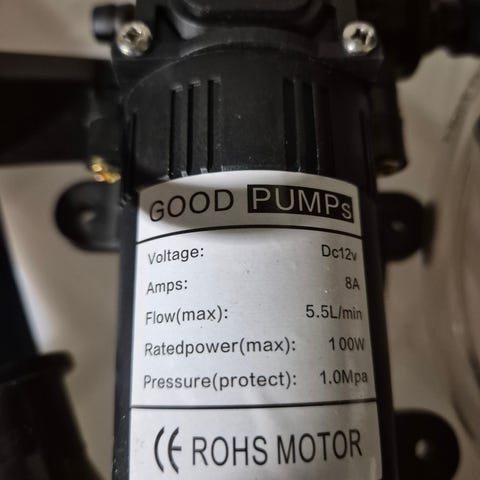 GOOD PUMPs
Voltage: Dc12v
Amps: 8A
Flow(max): 5.5L/min
Ratedpower(max): 100W
Pressure(protect): 1.0Mpa
CE ROHS MOTOR